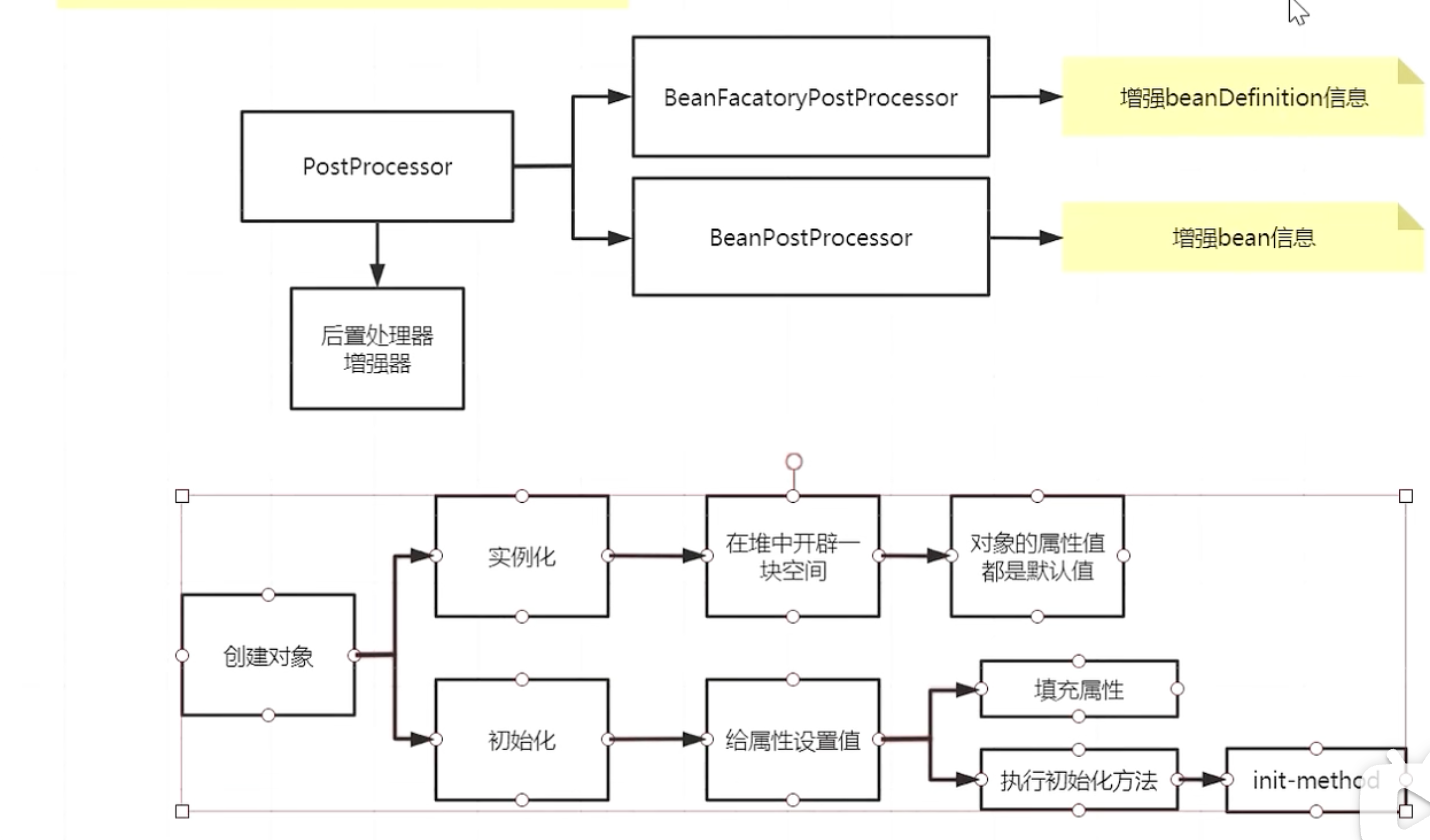 BeanFacatoryPostProcessor
增强beanDefinition信息
PostProcessor
BeanPostProcessor
增强bean信息
后置处理器
增强器
实例化
在堆中开辟一
块空间
对象的属性值
都是默认值
创建对象
初始化
给属性设置值
填充属性
执行初始化方法
init-method